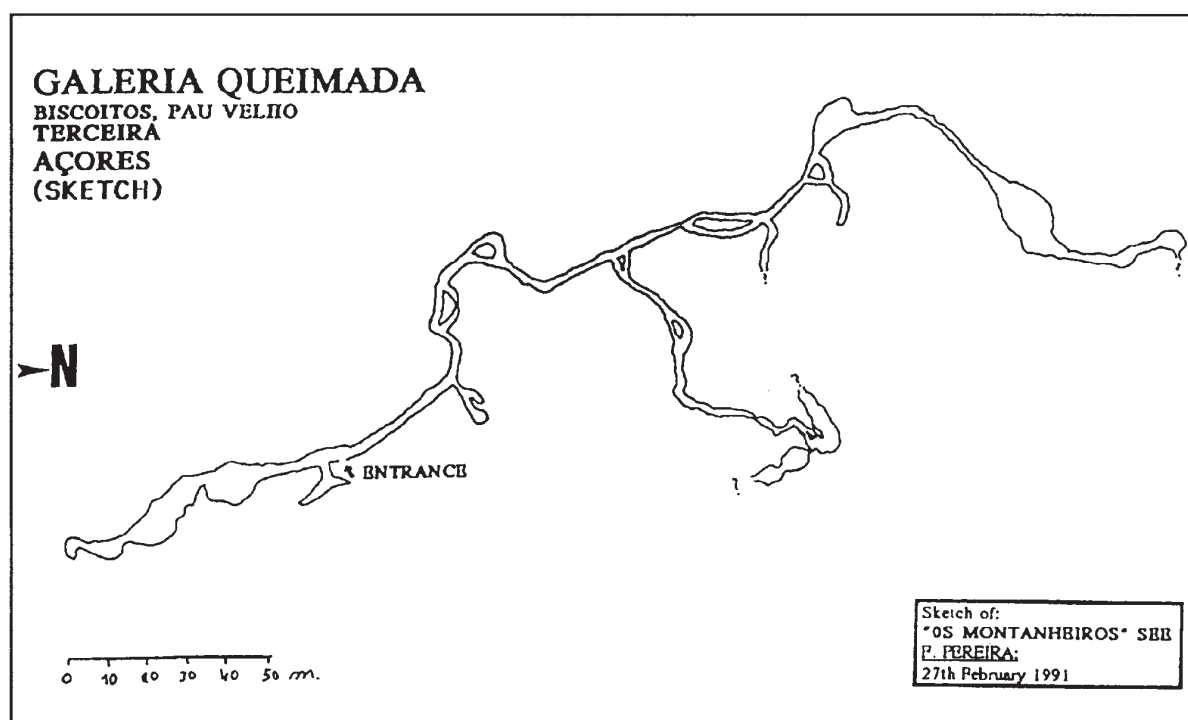 GALERIA QUEIMADA
BISCOITOS, PAU VELHO
TERCEIRA
AÇORES
(SKETCH)
N
ENTRANCE
?
?
?
?
0 10 20 30 40 50 m.
Sketch of:
"OS MONTANHEIROS" SEE
P. PEREIRA:
27th February 1991